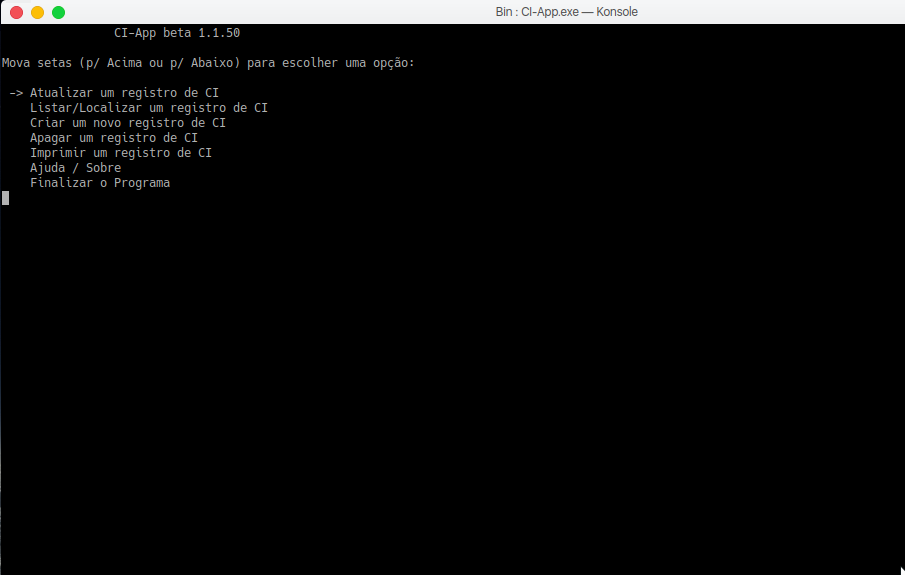 Bin : CI-App.exe — Konsole
CI-App beta 1.1.50
Mova setas (p/ Acima ou p/ Abaixo) para escolher uma opção:
-> Atualizar um registro de CI
Listar/Localizar um registro de CI
Criar um novo registro de CI
Apagar um registro de CI
Imprimir um registro de CI
Ajuda / Sobre
Finalizar o Programa